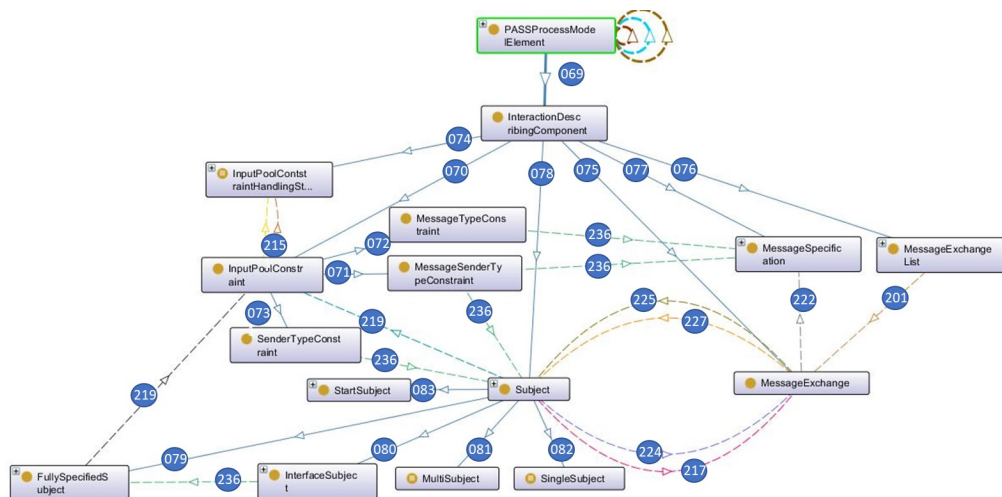 PASSProcessMode
lElement
069
InteractionDesc
ribingComponent
074
070
078
075
077
076
InputPoolContst
raintHandlingSt...
MessageTypeCons
traint
236
MessageSpecific
ation
MessageExchange
List
215
072
InputPoolConstr
aint
071
MessageSenderTy
peConstraint
236
073
236
225
222
201
219
227
SenderTypeConst
raint
236
StartSubject
083
Subject
MessageExchange
219
079
080
081
082
224
217
FullySpecifiedS
ubject
236
InterfaceSubjec
t
MultiSubject
SingleSubject